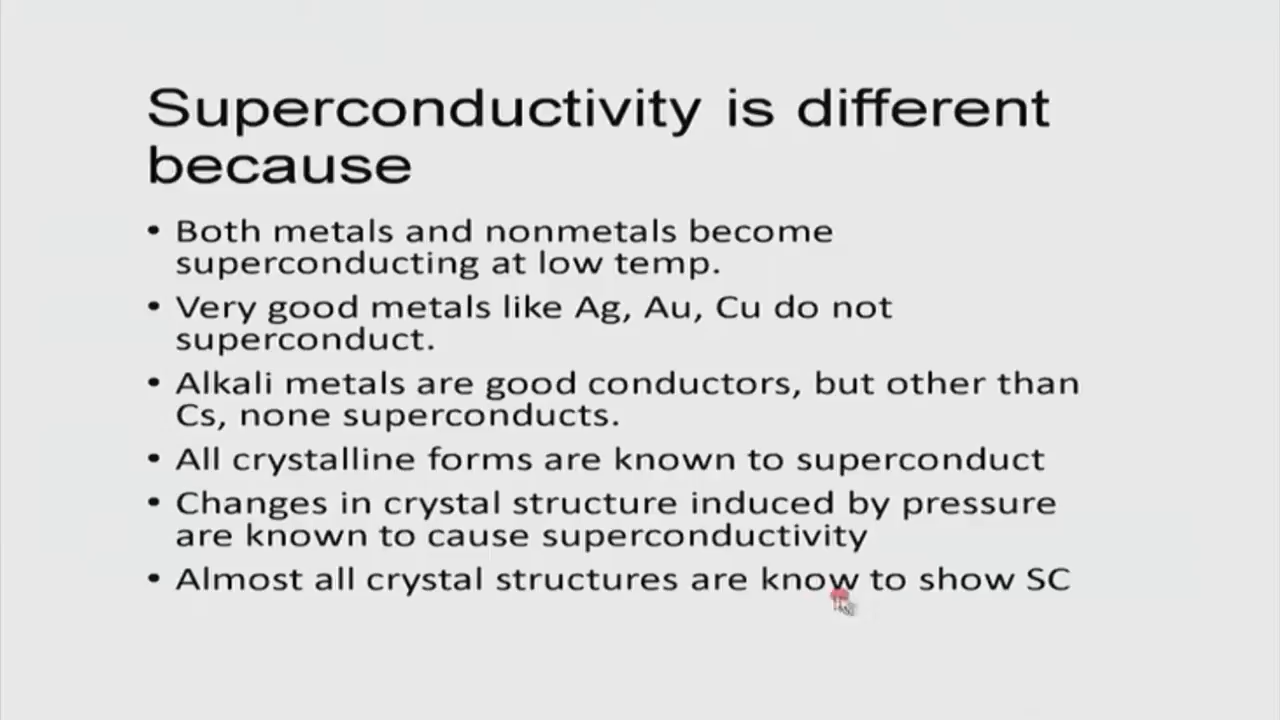 Superconductivity is different
because
• Both metals and nonmetals become
superconducting at low temp.
• Very good metals like Ag, Au, Cu do not
superconduct.
• Alkali metals are good conductors, but other than
Cs, none superconducts.
• All crystalline forms are known to superconduct
• Changes in crystal structure induced by pressure
are known to cause superconductivity
• Almost all crystal structures are know to show SC